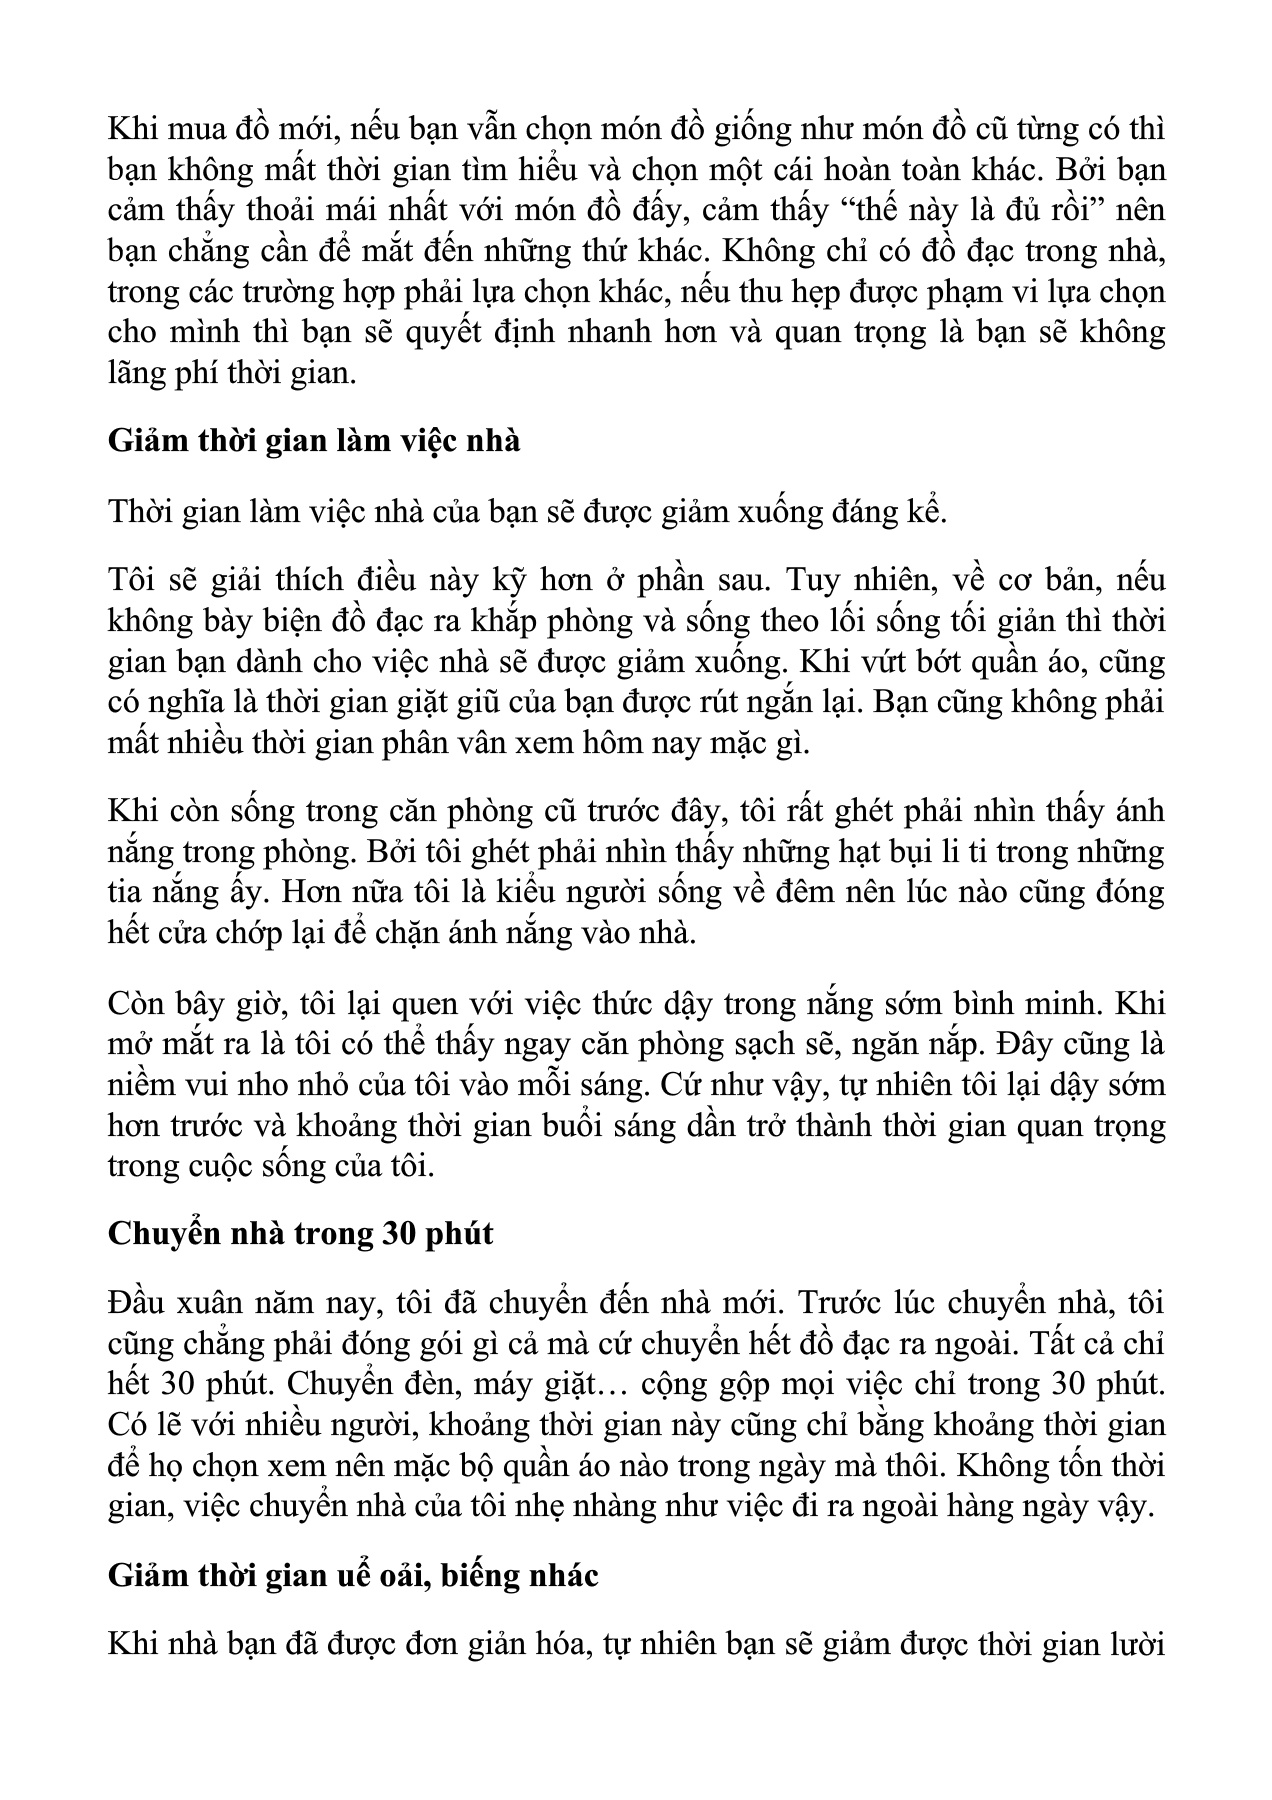 Khi mua đồ mới, nếu bạn vẫn chọn món đồ giống như món đồ cũ từng có thì
bạn không mất thời gian tìm hiểu và chọn một cái hoàn toàn khác. Bởi bạn
cảm thấy thoải mái nhất với món đồ đấy, cảm thấy “thế này là đủ rồi” nên
bạn chẳng cần để mắt đến những thứ khác. Không chỉ có đồ đạc trong nhà,
trong các trường hợp phải lựa chọn khác, nếu thu hẹp được phạm vi lựa chọn
cho mình thì bạn sẽ quyết định nhanh hơn và quan trọng là bạn sẽ không
lãng phí thời gian.
Giảm thời gian làm việc nhà
Thời gian làm việc nhà của bạn sẽ được giảm xuống đáng kể.
Tôi sẽ giải thích điều này kỹ hơn ở phần sau. Tuy nhiên, về cơ bản, nếu
không bày biện đồ đạc ra khắp phòng và sống theo lối sống tối giản thì thời
gian bạn dành cho việc nhà sẽ được giảm xuống. Khi vứt bớt quần áo, cũng
có nghĩa là thời gian giặt giũ của bạn được rút ngắn lại. Bạn cũng không phải
mất nhiều thời gian phân vân xem hôm nay mặc gì.
Khi còn sống trong căn phòng cũ trước đây, tôi rất ghét phải nhìn thấy ánh
nắng trong phòng. Bởi tôi ghét phải nhìn thấy những hạt bụi li ti trong những
tia nắng ấy. Hơn nữa tôi là kiểu người sống về đêm nên lúc nào cũng đóng
hết cửa chớp lại để chặn ánh nắng vào nhà.
Còn bây giờ, tôi lại quen với việc thức dậy trong nắng sớm bình minh. Khi
mở mắt ra là tôi có thể thấy ngay căn phòng sạch sẽ, ngăn nắp. Đây cũng là
niềm vui nho nhỏ của tôi vào mỗi sáng. Cứ như vậy, tự nhiên tôi lại dậy sớm
hơn trước và khoảng thời gian buổi sáng dần trở thành thời gian quan trọng
trong cuộc sống của tôi.
Chuyển nhà trong 30 phút
Đầu xuân năm nay, tôi đã chuyển đến nhà mới. Trước lúc chuyển nhà, tôi
cũng chẳng phải đóng gói gì cả mà cứ chuyển hết đồ đạc ra ngoài. Tất cả chỉ
hết 30 phút. Chuyển đèn, máy giặt… cộng gộp mọi việc chỉ trong 30 phút.
Có lẽ với nhiều người, khoảng thời gian này cũng chỉ bằng khoảng thời gian
để họ chọn xem nên mặc bộ quần áo nào trong ngày mà thôi. Không tốn thời
gian, việc chuyển nhà của tôi nhẹ nhàng như việc đi ra ngoài hàng ngày vậy.
Giảm thời gian uể oải, biếng nhác
Khi nhà bạn đã được đơn giản hóa, tự nhiên bạn sẽ giảm được thời gian lười